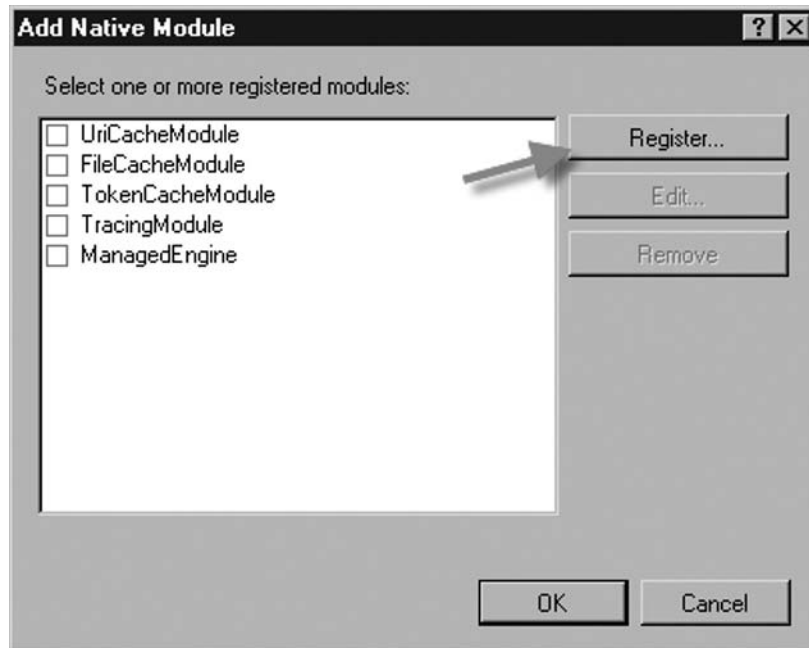 Add Native Module
?
Select one or more registered modules:
UriCacheModule
FileCacheModule
TokenCacheModule
TracingModule
ManagedEngine
Register...
Edit...
Remove
OK
Cancel